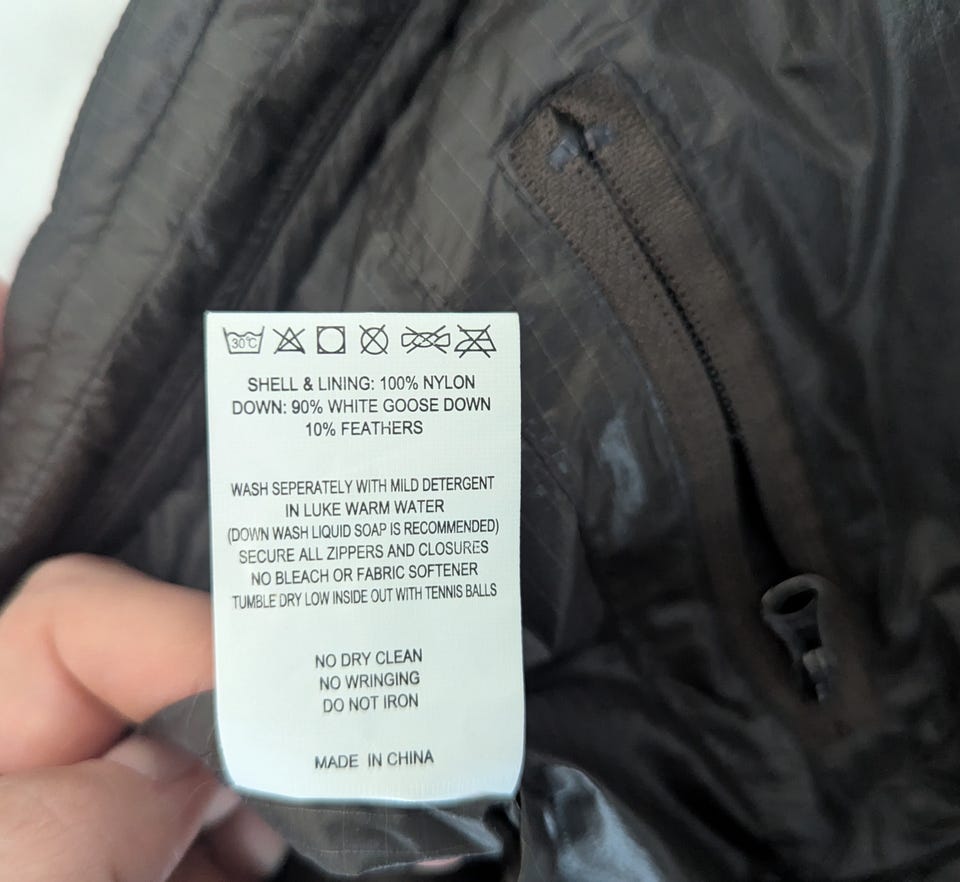 30°C
SHELL & LINING: 100% NYLON
DOWN: 90% WHITE GOOSE DOWN
10% FEATHERS
WASH SEPERATELY WITH MILD DETERGENT
IN LUKE WARM WATER
(DOWN WASH LIQUID SOAP IS RECOMMENDED)
SECURE ALL ZIPPERS AND CLOSURES
NO BLEACH OR FABRIC SOFTENER
TUMBLE DRY LOW INSIDE OUT WITH TENNIS BALLS
NO DRY CLEAN
NO WRINGING
DO NOT IRON
MADE IN CHINA